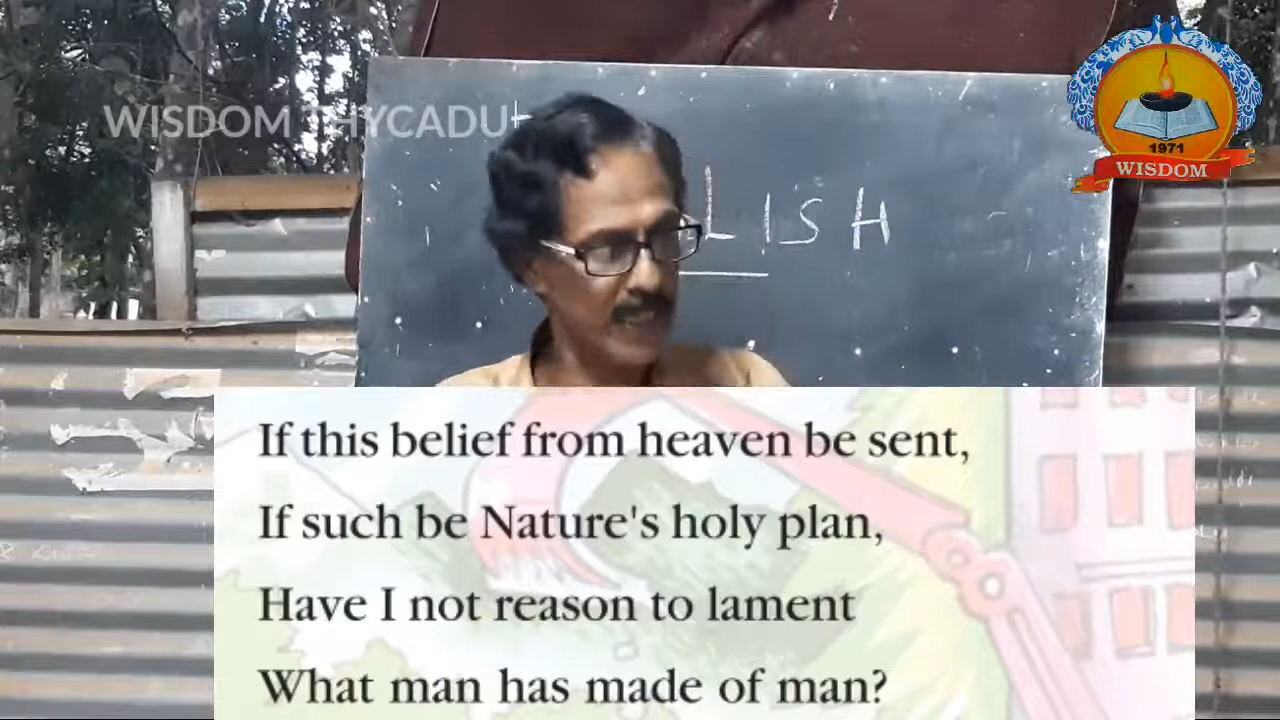 WISDOM THYCADU
1971
WISDOM
LISH
If this belief from heaven be sent,
If such be Nature's holy plan,
Have I not reason to lament
What man has made of man?